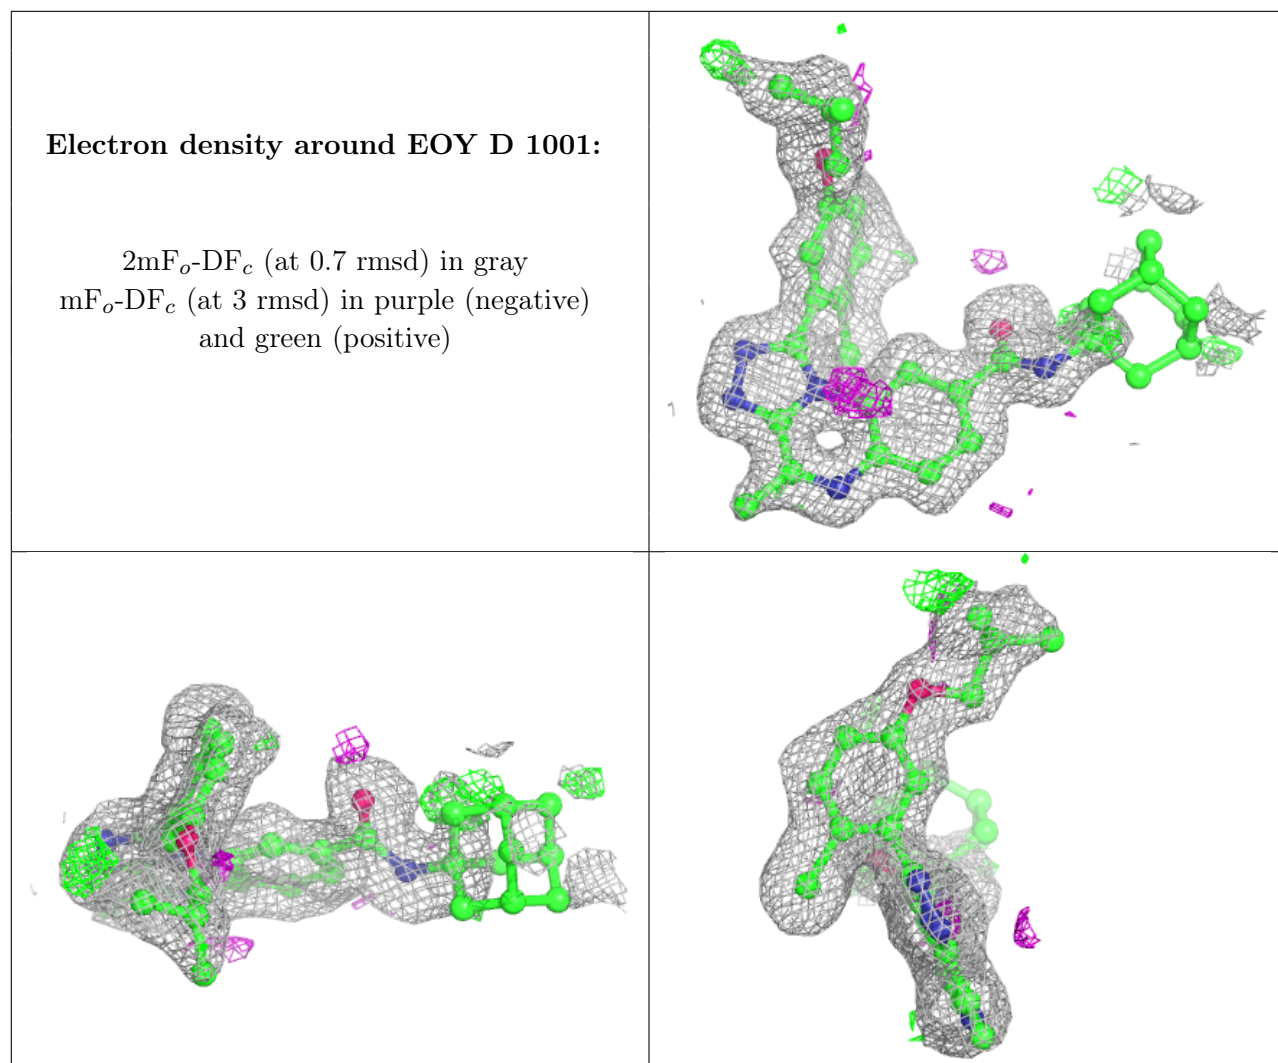 Electron density around EOY D 1001:
2mFₒ-DF𝒸 (at 0.7 rmsd) in gray
mFₒ-DF𝒸 (at 3 rmsd) in purple (negative)
and green (positive)